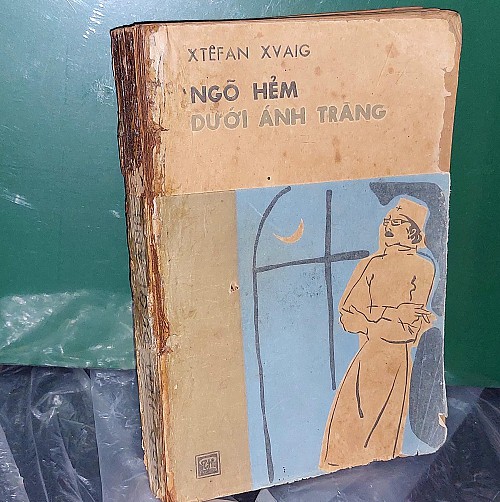 XTÊFAN XVAIG
NGÕ HẺM
DƯỚI ÁNH TRĂNG